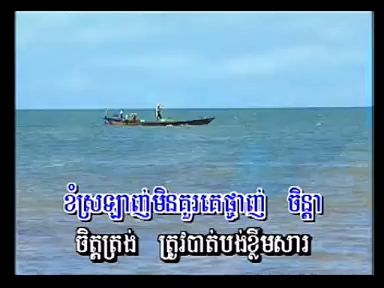 ខំស្រឡាញ់មិនគួរគេផ្ចាញ់ ចិន្តា
ចិត្តត្រង់ ត្រូវបាត់បង់ខ្លឹមសារ